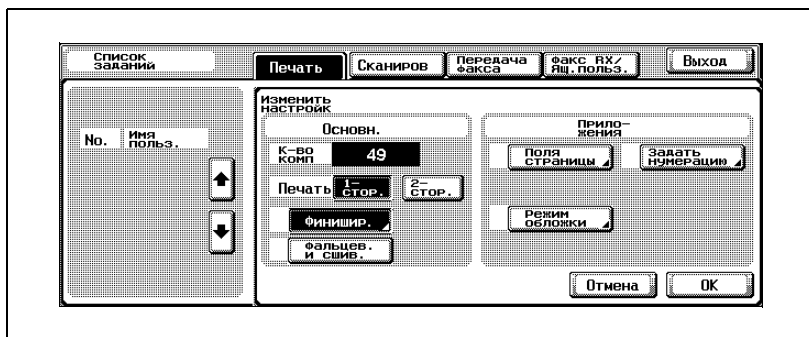 Список
заданий
Печать
Сканиров
Передача
факса
Факс RX/
Ящ.польз.
Выход
No.
Имя
польз.
Изменить
настройк
Основн.
К-во
комп
49
Печать
1-
стор.
2-
стор.
Финишир.
Фальцев.
и сшив.
Прило-
жения
Поля
страницы
Задать
нумерацию
Режим
обложки
Отмена
OK